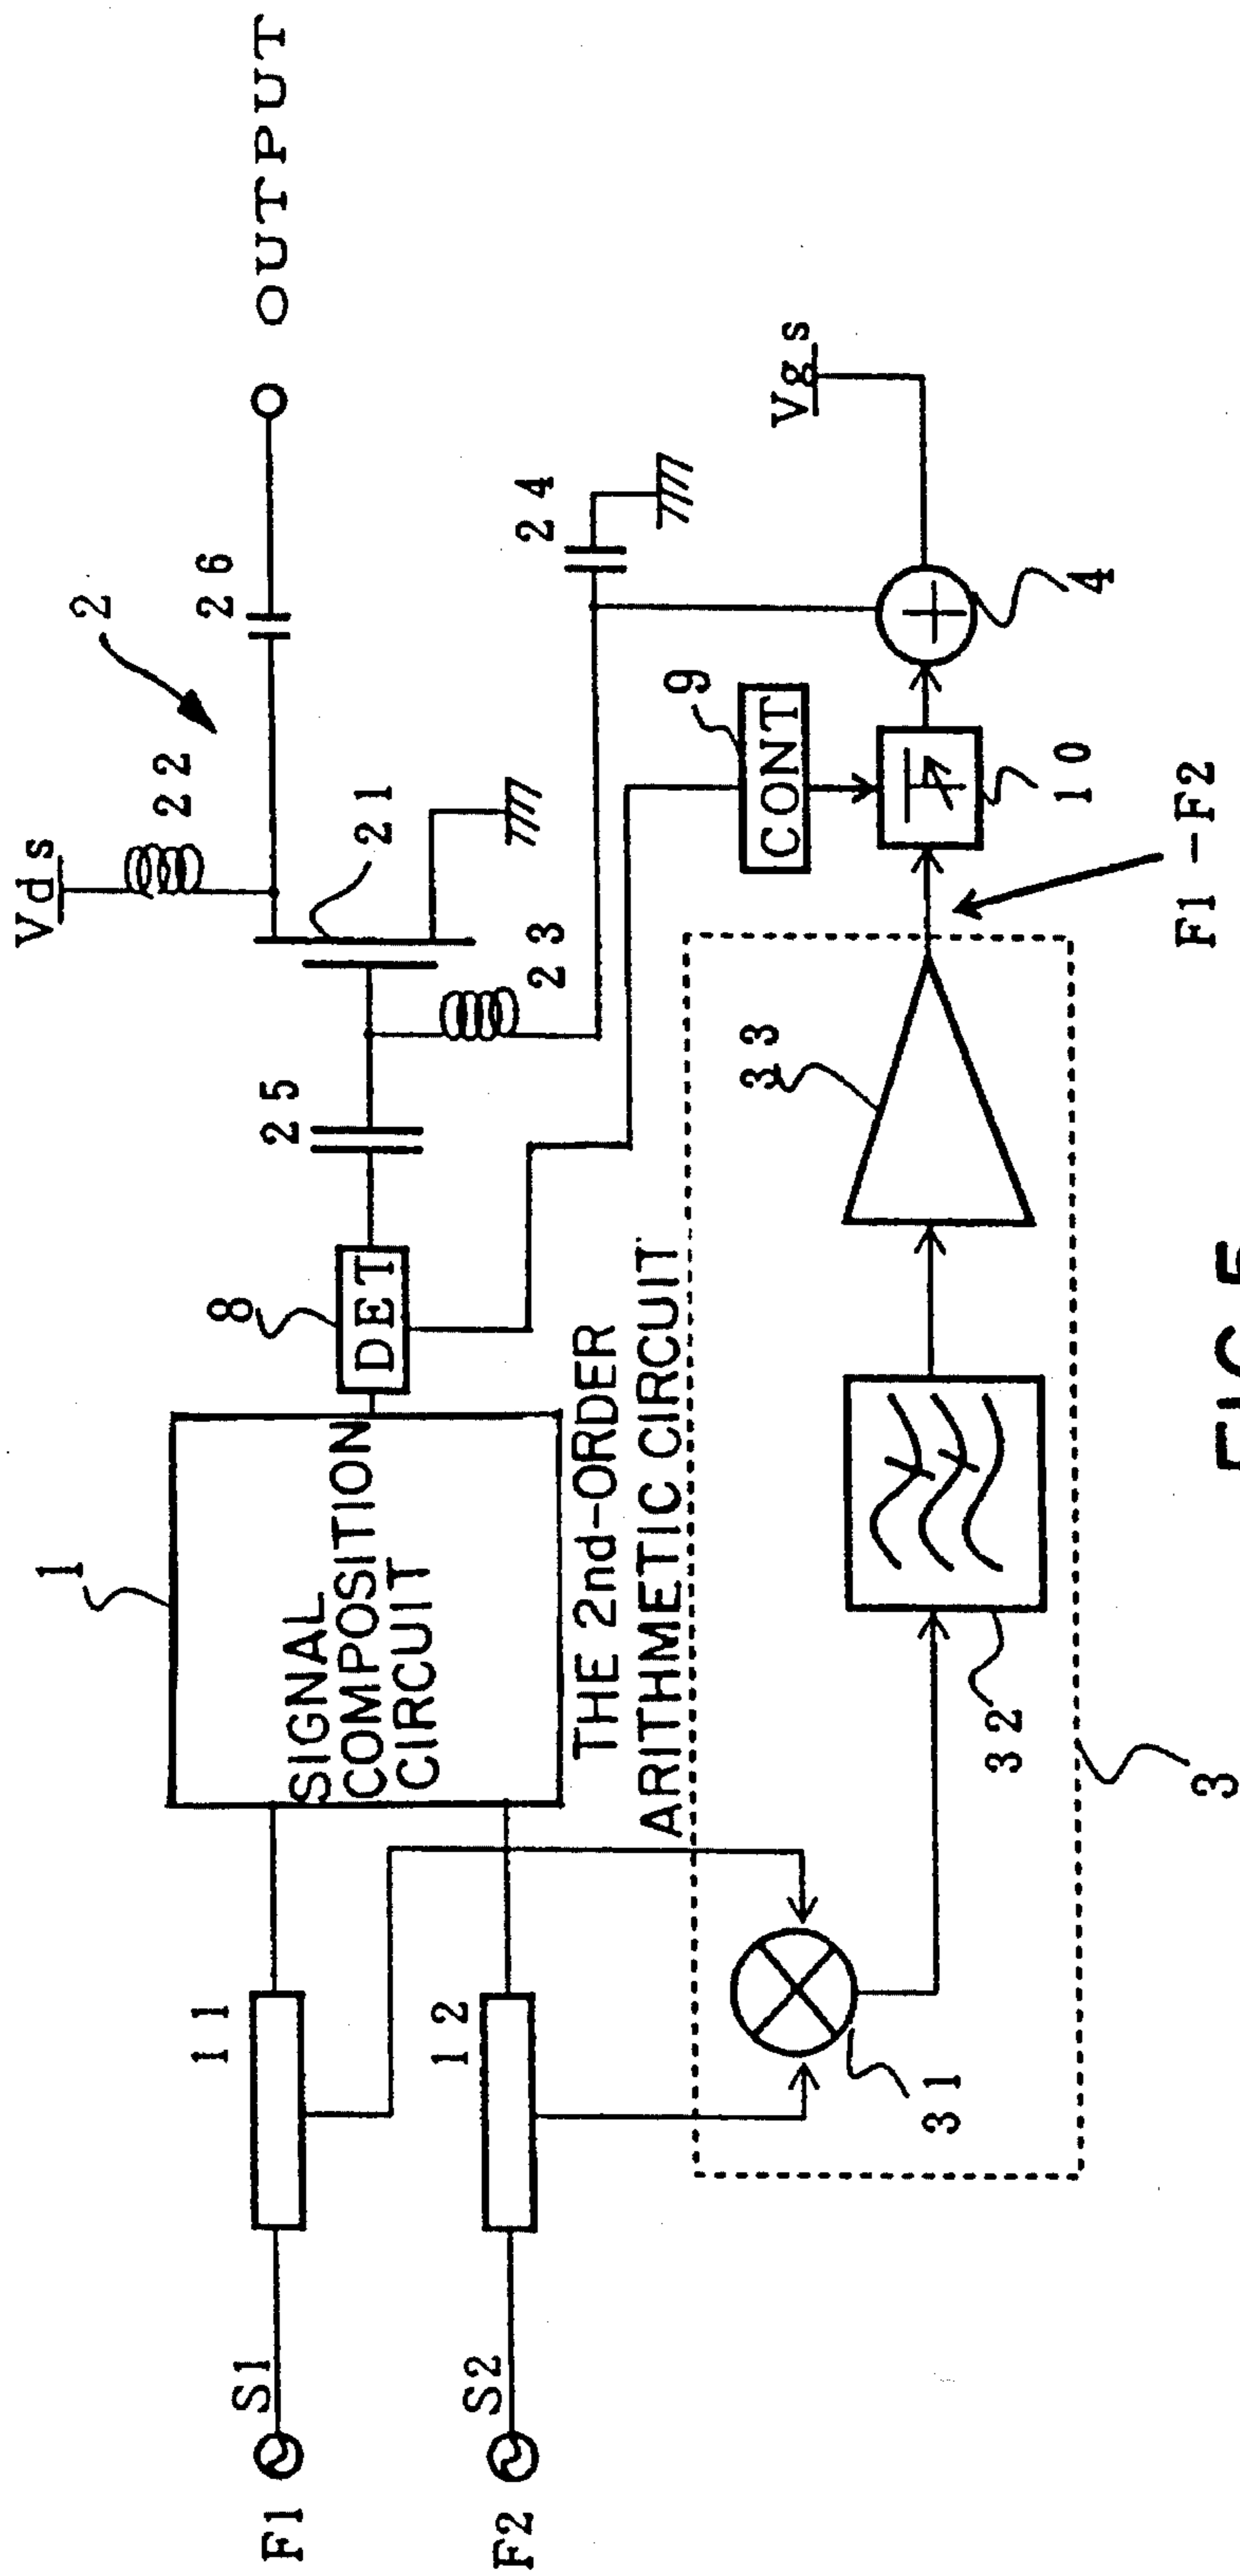 F1
S1
11
F2
S2
12
1
SIGNAL
COMPOSITION
CIRCUIT
8
DET
25
Vds
22
2
26
OUTPUT
21
23
24
9
CONT
10
4
Vgs
F1-F2
THE 2nd-ORDER
ARITHMETIC CIRCUIT
31
32
33
3